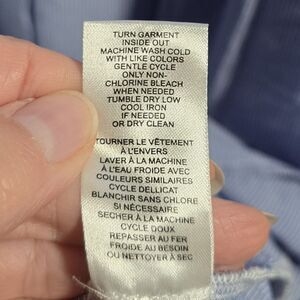 TURN GARMENT
INSIDE OUT
MACHINE WASH COLD
WITH LIKE COLORS
GENTLE CYCLE
ONLY NON-
CHLORINE BLEACH
WHEN NEEDED
TUMBLE DRY LOW
COOL IRON
IF NEEDED
OR DRY CLEAN
TOURNER LE VÊTEMENT
À L'ENVERS
LAVER À LA MACHINE
À L'EAU FROIDE AVEC
COULEURS SIMILAIRES
CYCLE DELLICAT
BLANCHIR SANS CHLORE
SI NÉCESSAIRE
SECHER À LA MACHINE
CYCLE DOUX
REPASSER AU FER
FROIDE AU BESOIN
OU NETTOYER À SEC